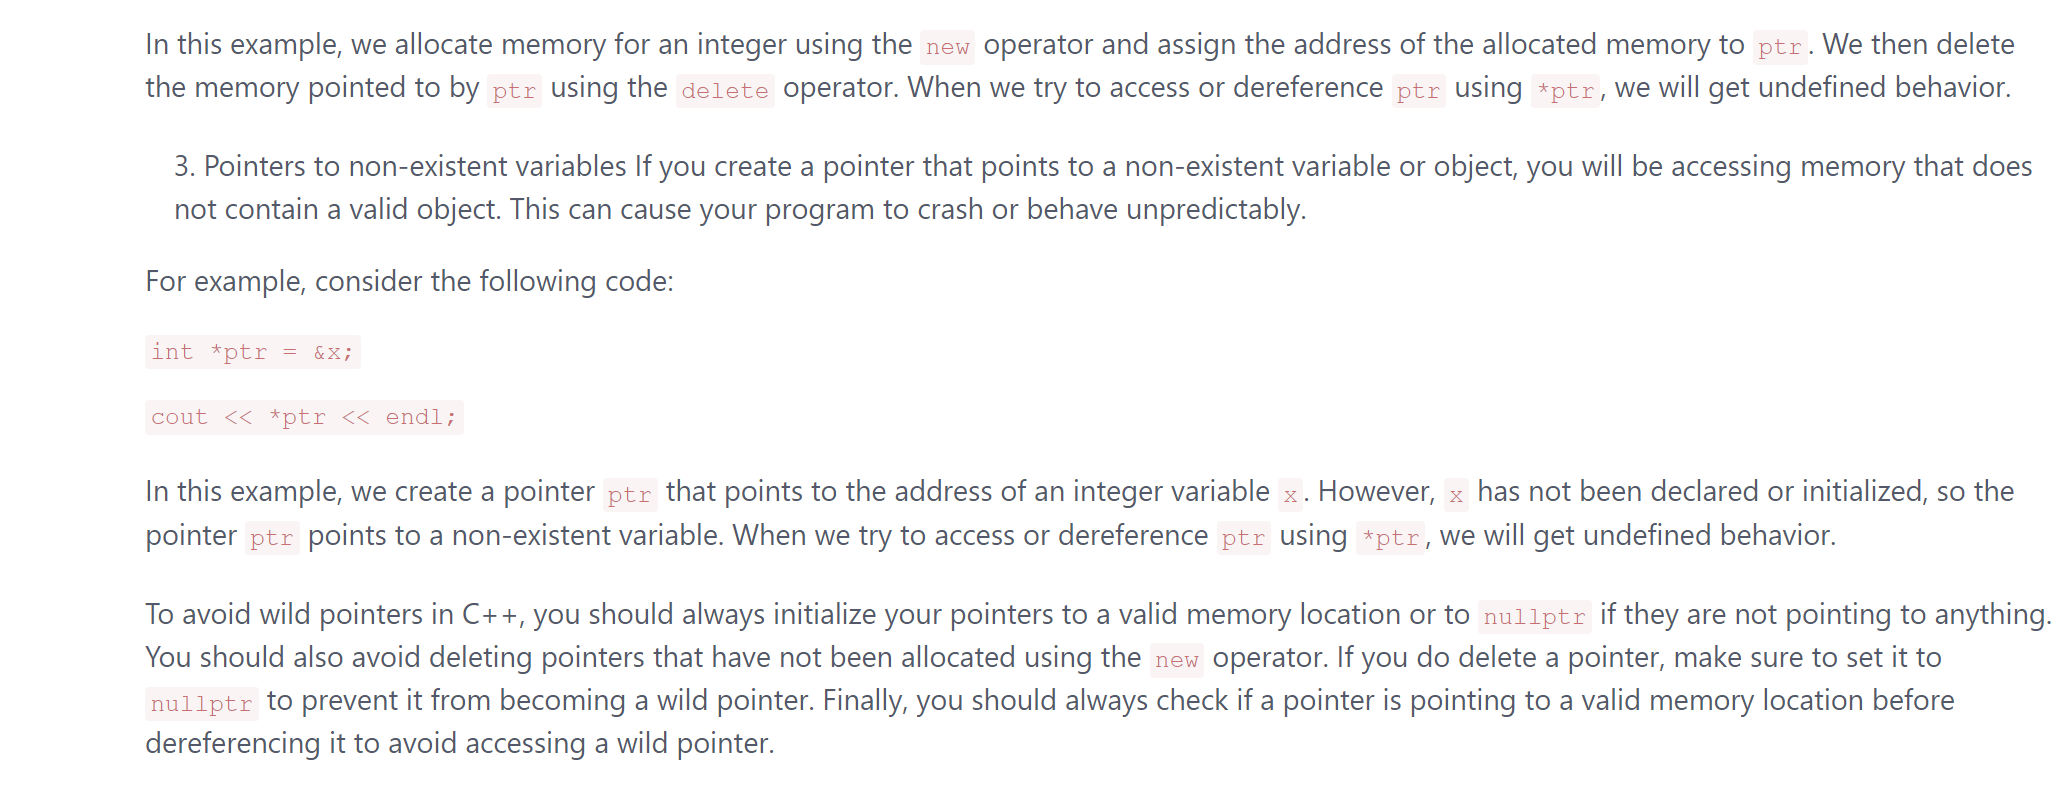 In this example, we allocate memory for an integer using the new operator and assign the address of the allocated memory to ptr. We then delete
the memory pointed to by ptr using the delete operator. When we try to access or dereference ptr using *ptr, we will get undefined behavior.
3. Pointers to non-existent variables If you create a pointer that points to a non-existent variable or object, you will be accessing memory that does
not contain a valid object. This can cause your program to crash or behave unpredictably.
For example, consider the following code:
int *ptr = &x;
cout << *ptr << endl;
In this example, we create a pointer ptr that points to the address of an integer variable x. However, x has not been declared or initialized, so the
pointer ptr points to a non-existent variable. When we try to access or dereference ptr using *ptr, we will get undefined behavior.
To avoid wild pointers in C++, you should always initialize your pointers to a valid memory location or to nullptr if they are not pointing to anything.
You should also avoid deleting pointers that have not been allocated using the new operator. If you do delete a pointer, make sure to set it to
nullptr to prevent it from becoming a wild pointer. Finally, you should always check if a pointer is pointing to a valid memory location before
dereferencing it to avoid accessing a wild pointer.